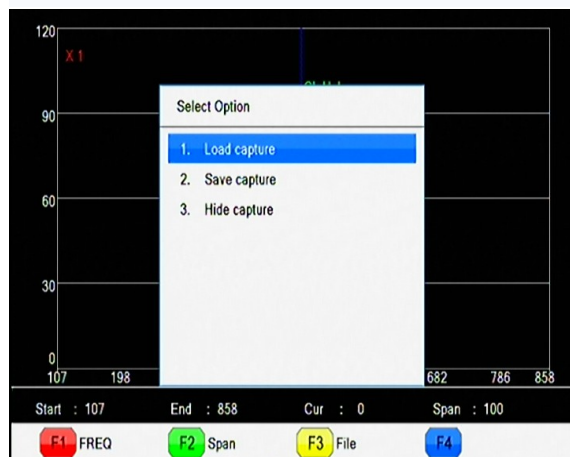 120
X 1
90
Select Option
1. Load capture
2. Save capture
3. Hide capture
60
30
0
107 198 682 786 858
Start : 107 End : 858 Cur : 0 Span : 100
F1 FREQ F2 Span F3 File F4